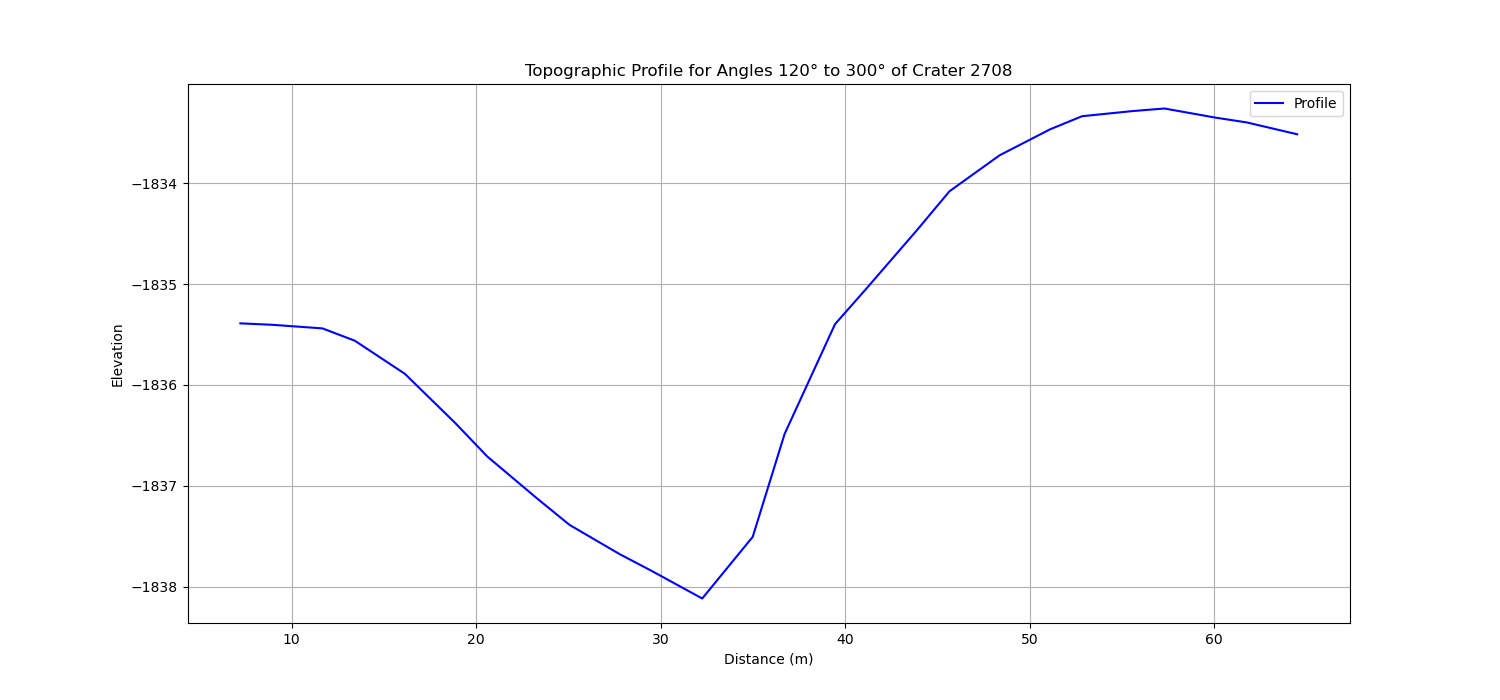 Topographic Profile for Angles 120° to 300° of Crater 2708
Profile
−1834
−1835
−1836
−1837
−1838
Elevation
10 20 30 40 50 60
Distance (m)